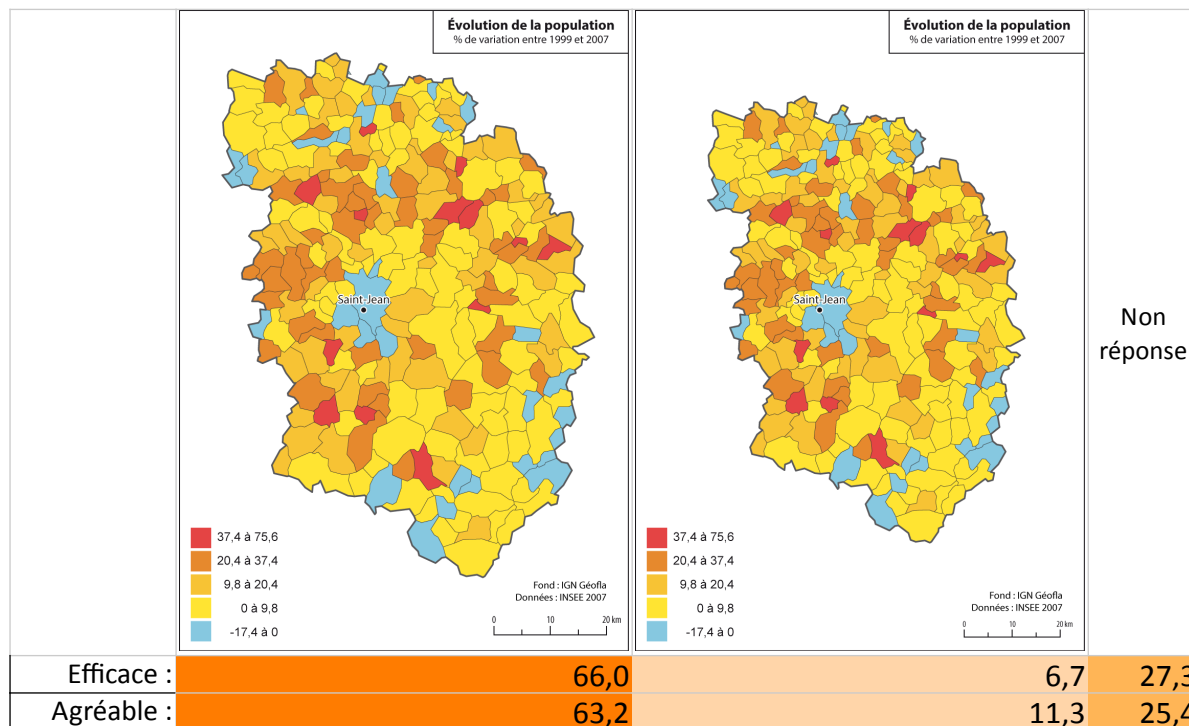 Évolution de la population
% de variation entre 1999 et 2007
Saint-Jean
37,4 à 75,6
20,4 à 37,4
9,8 à 20,4
0 à 9,8
-17,4 à 0
Fond : IGN Géofla
Données : INSEE 2007
0 10 20 km
Évolution de la population
% de variation entre 1999 et 2007
Saint-Jean
37,4 à 75,6
20,4 à 37,4
9,8 à 20,4
0 à 9,8
-17,4 à 0
Fond : IGN Géofla
Données : INSEE 2007
0 10 20 km
Non
réponse
Efficace : 66,0 6,7 27,3
Agréable : 63,2 11,3 25,4